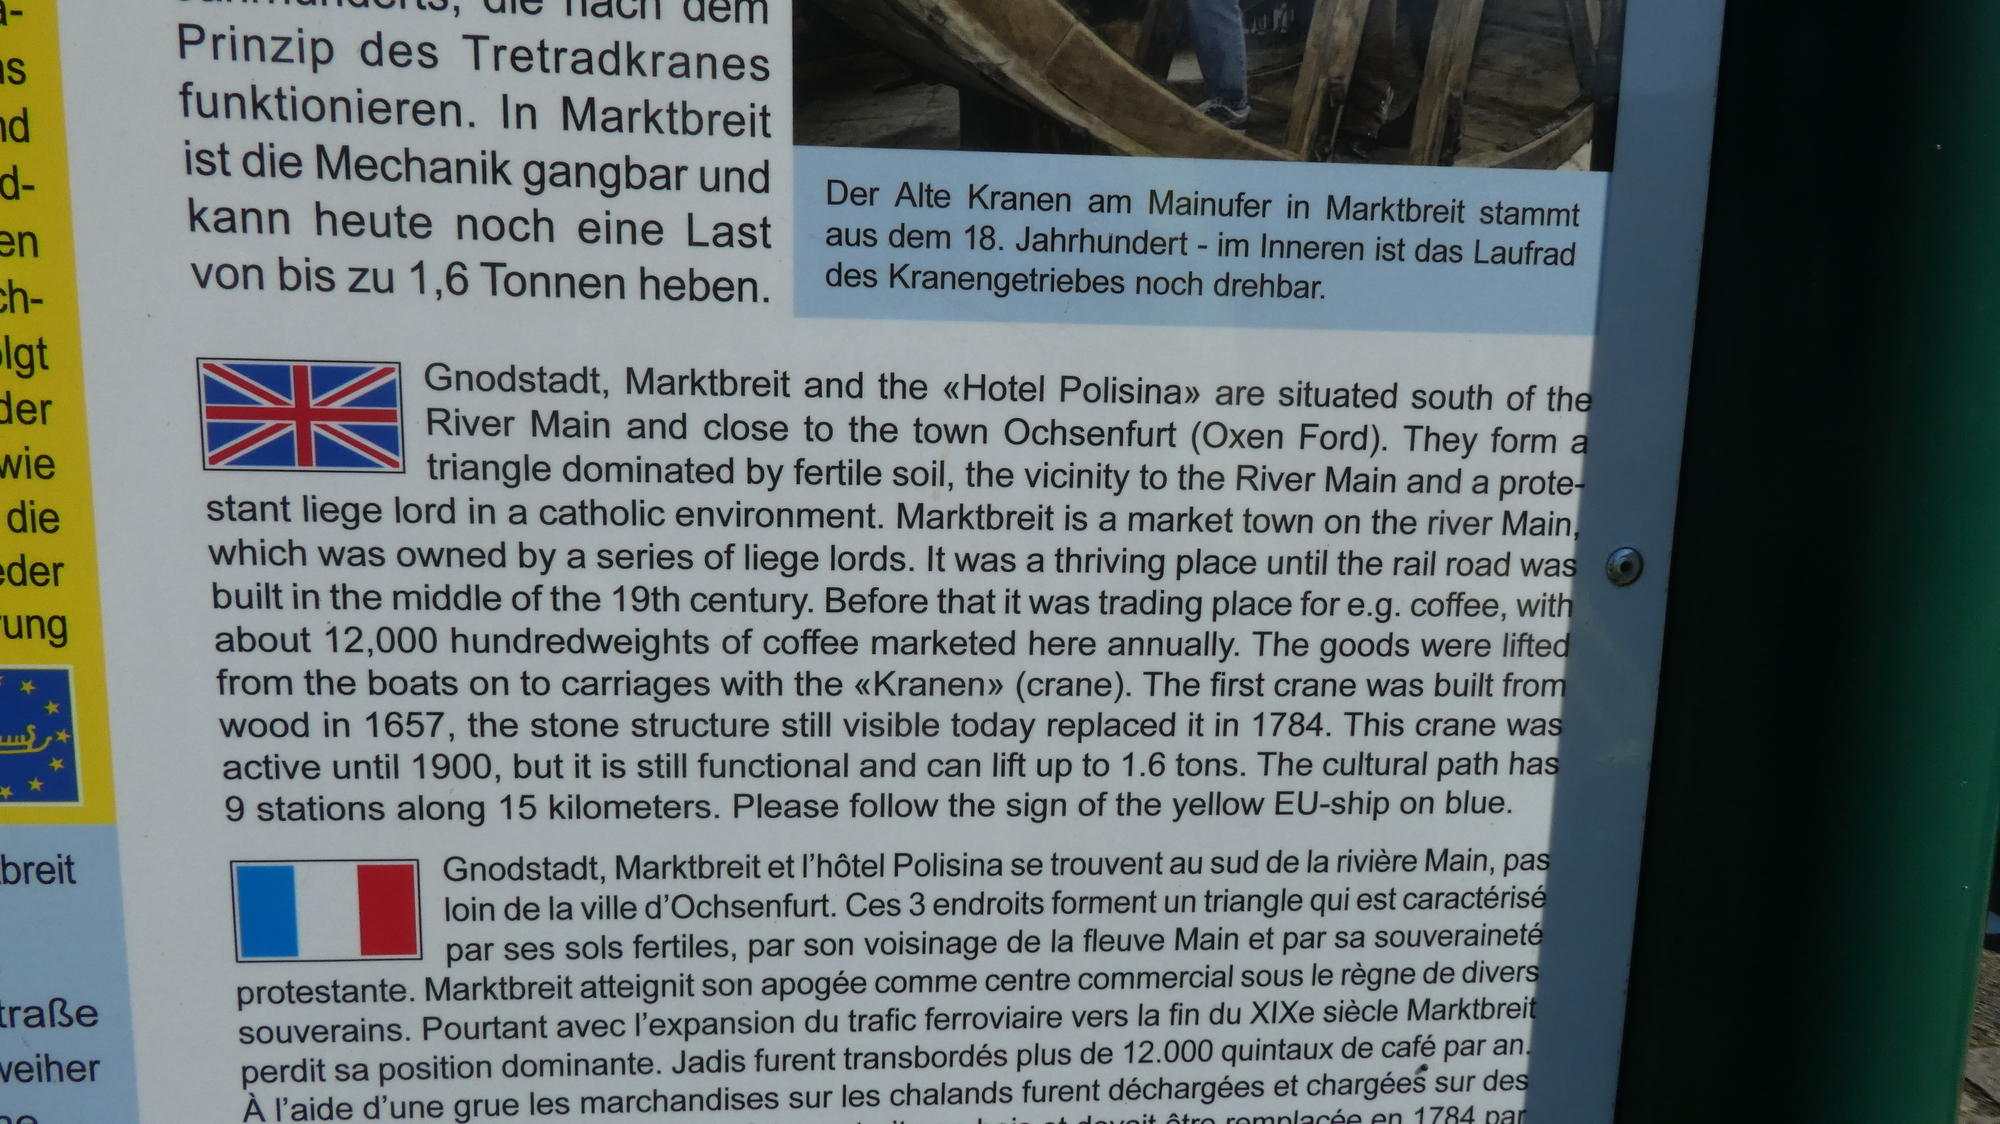 Prinzip des Tretradkranes
funktionieren. In Marktbreit
ist die Mechanik gangbar und
kann heute noch eine Last
von bis zu 1,6 Tonnen heben.
Der Alte Kranen am Mainufer in Marktbreit stammt
aus dem 18. Jahrhundert - im Inneren ist das Laufrad
des Kranengetriebes noch drehbar.
Gnodstadt, Marktbreit and the «Hotel Polisina» are situated south of the
River Main and close to the town Ochsenfurt (Oxen Ford). They form a
triangle dominated by fertile soil, the vicinity to the River Main and a prote-
stant liege lord in a catholic environment. Marktbreit is a market town on the river Main,
which was owned by a series of liege lords. It was a thriving place until the rail road was
built in the middle of the 19th century. Before that it was trading place for e.g. coffee, with
about 12,000 hundredweights of coffee marketed here annually. The goods were lifted
from the boats on to carriages with the «Kranen» (crane). The first crane was built from
wood in 1657, the stone structure still visible today replaced it in 1784. This crane was
active until 1900, but it is still functional and can lift up to 1.6 tons. The cultural path has
9 stations along 15 kilometers. Please follow the sign of the yellow EU-ship on blue.
Gnodstadt, Marktbreit et l'hôtel Polisina se trouvent au sud de la rivière Main, pas
loin de la ville d'Ochsenfurt. Ces 3 endroits forment un triangle qui est caractérisé
par ses sols fertiles, par son voisinage de la fleuve Main et par sa souveraineté
protestante. Marktbreit atteignit son apogée comme centre commercial sous le règne de divers
souverains. Pourtant avec l'expansion du trafic ferroviaire vers la fin du XIXe siècle Marktbreit
perdit sa position dominante. Jadis furent transbordés plus de 12.000 quintaux de café par an.
À l'aide d'une grue les marchandises sur les chalands furent déchargées et chargées sur des
être remplacée en 1784 par
d-
en
ch-
olgt
der
wie
die
eder
rung
breit
traße
weiher